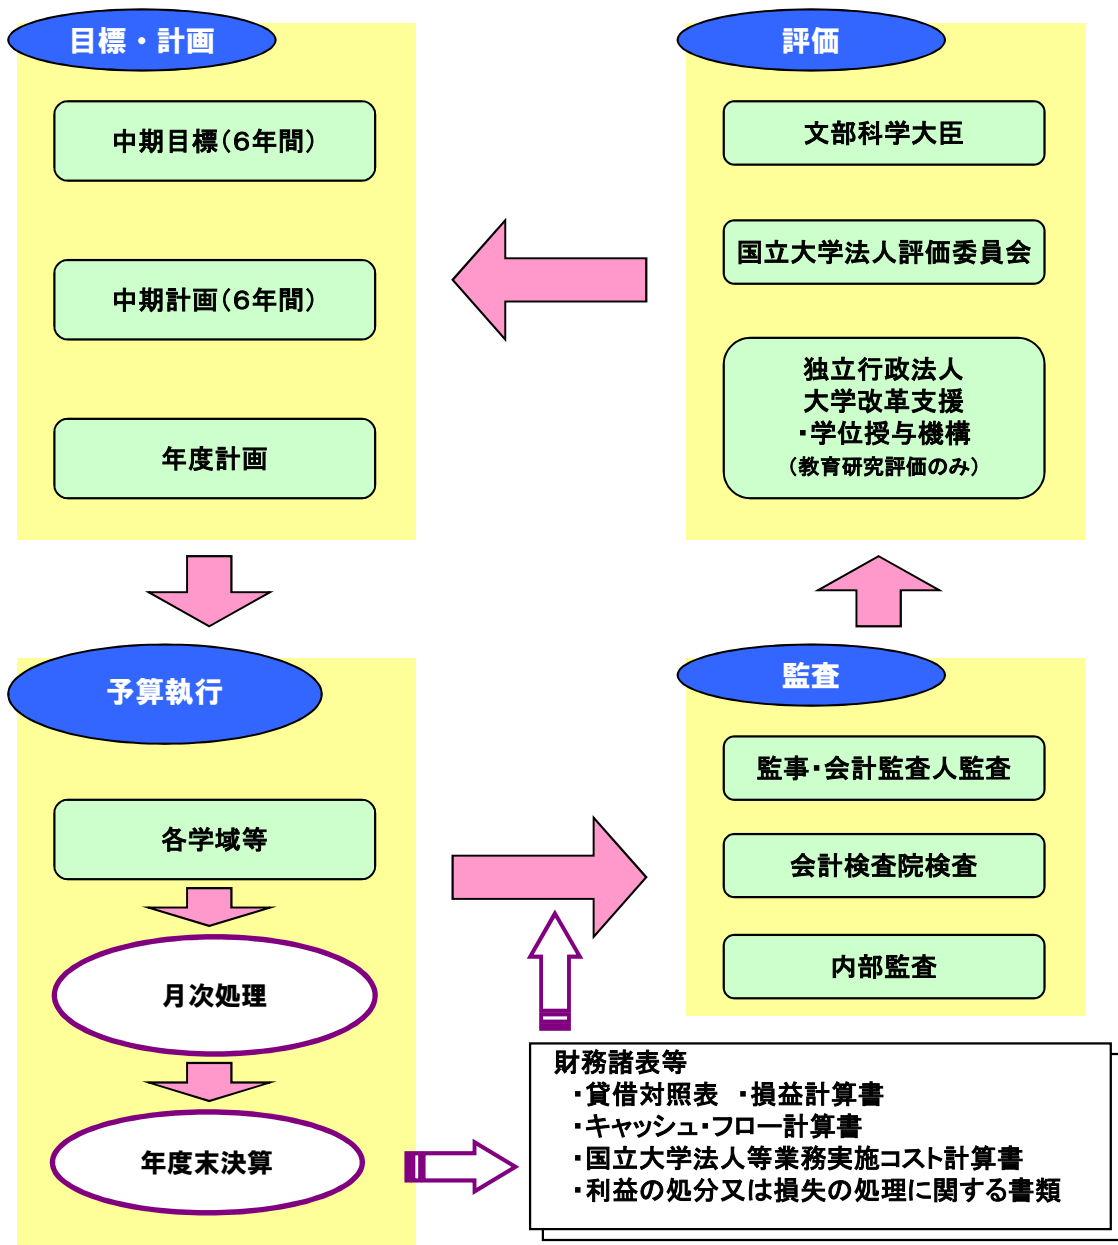 目標・計画
中期目標（６年間）
中期計画（６年間）
年度計画
評価
文部科学大臣
国立大学法人評価委員会
独立行政法人
大学改革支援
・学位授与機構
（教育研究評価のみ）
予算執行
各学域等
月次処理
年度末決算
監査
監事・会計監査人監査
会計検査院検査
内部監査
財務諸表等
・貸借対照表　・損益計算書
・キャッシュ・フロー計算書
・国立大学法人等業務実施コスト計算書
・利益の処分又は損失の処理に関する書類